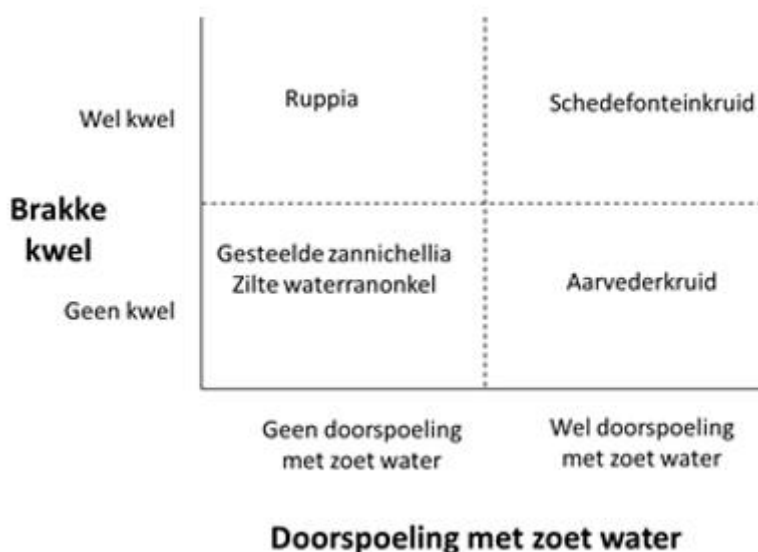 Ruppia
Schedefonteinkruid
Wel kwel
Brakke
kwel
Gesteelde zannichellia
Zilte waterranonkel
Aarvederkruid
Geen kwel
Geen doorspoeling
met zoet water
Wel doorspoeling
met zoet water
Doorspoeling met zoet water